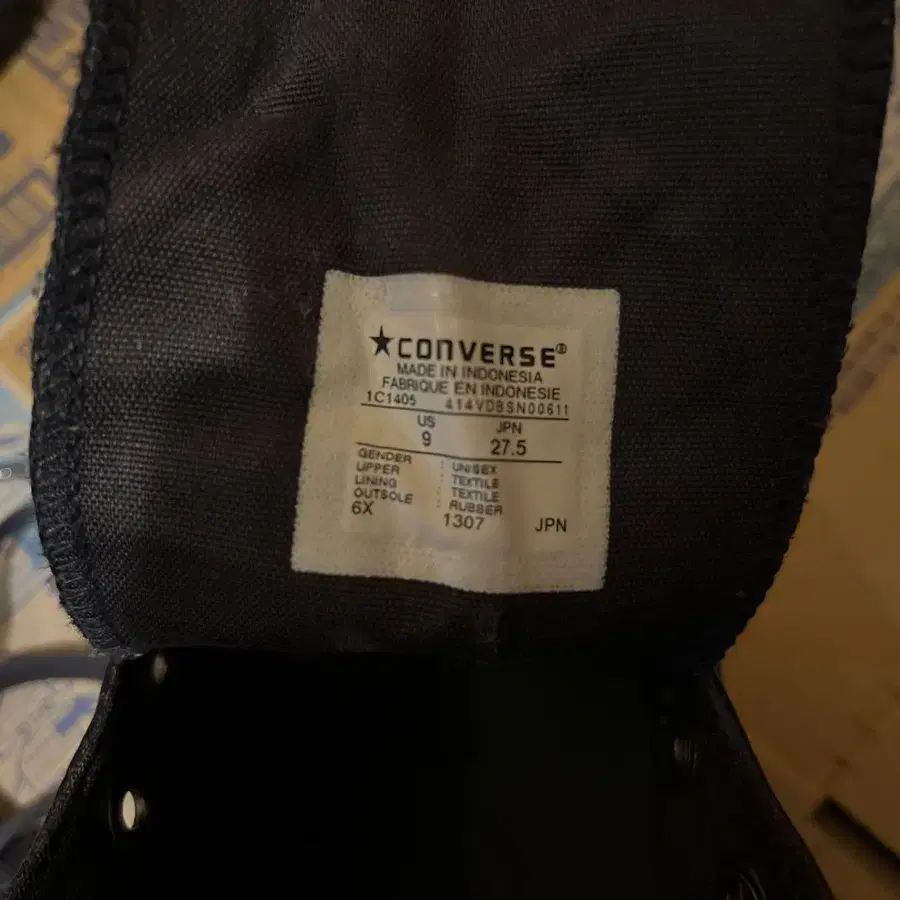 ★CONVERSE®
MADE IN INDONESIA
FABRIQUE EN INDONESIE
1C1405 414VDBSN00611
US JPN
9 27.5
GENDER : UNISEX
UPPER : TEXTILE
LINING : TEXTILE
OUTSOLE : RUBBER
6X 1307 JPN